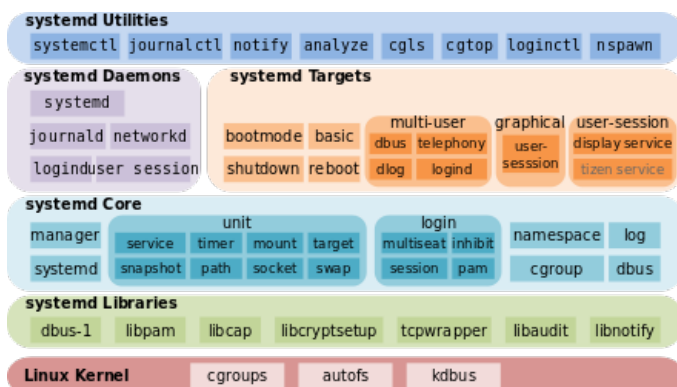 systemd Utilities
systemctl journalctl notify analyze cgls cgtop loginctl nspawn
systemd Daemons
systemd
journald networkd
logind user session
systemd Targets
bootmode basic
shutdown reboot
multi-user
dbus telephony
dlog logind
graphical
user-
sesssion
user-session
display service
tizen service
systemd Core
manager
systemd
unit
service timer mount target
snapshot path socket swap
login
multiseat inhibit
session pam
namespace log
cgroup dbus
systemd Libraries
dbus-1 libpam libcap libcryptsetup tcpwrapper libaudit libnotify
Linux Kernel cgroups autofs kdbus